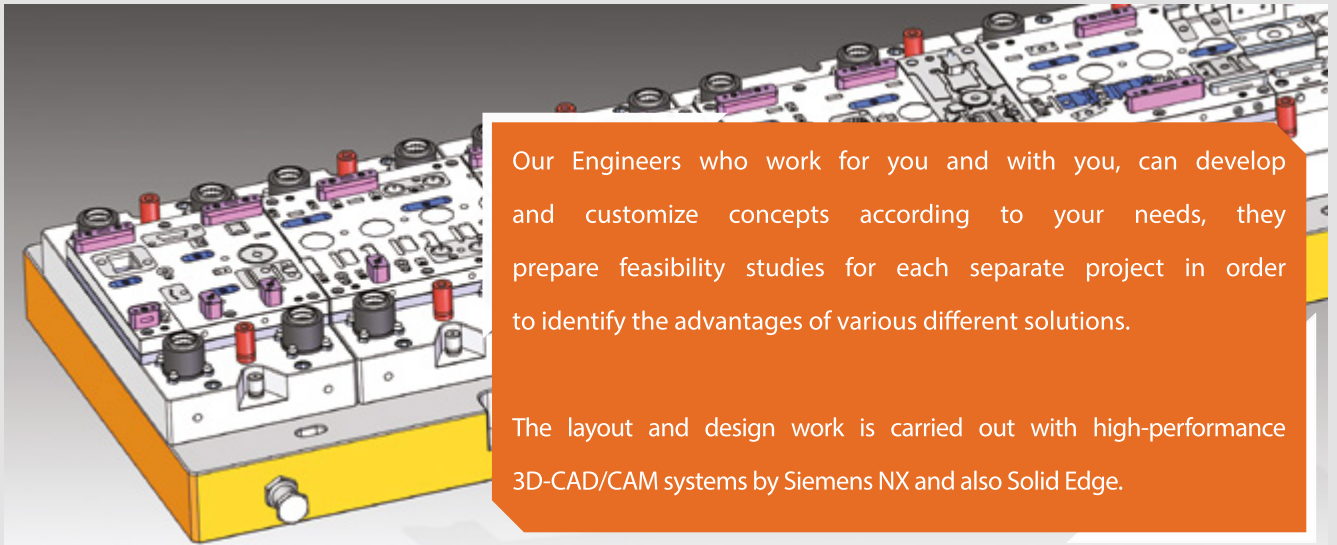 Our Engineers who work for you and with you, can develop
and customize concepts according to your needs, they
prepare feasibility studies for each separate project in order
to identify the advantages of various different solutions.
The layout and design work is carried out with high-performance
3D-CAD/CAM systems by Siemens NX and also Solid Edge.